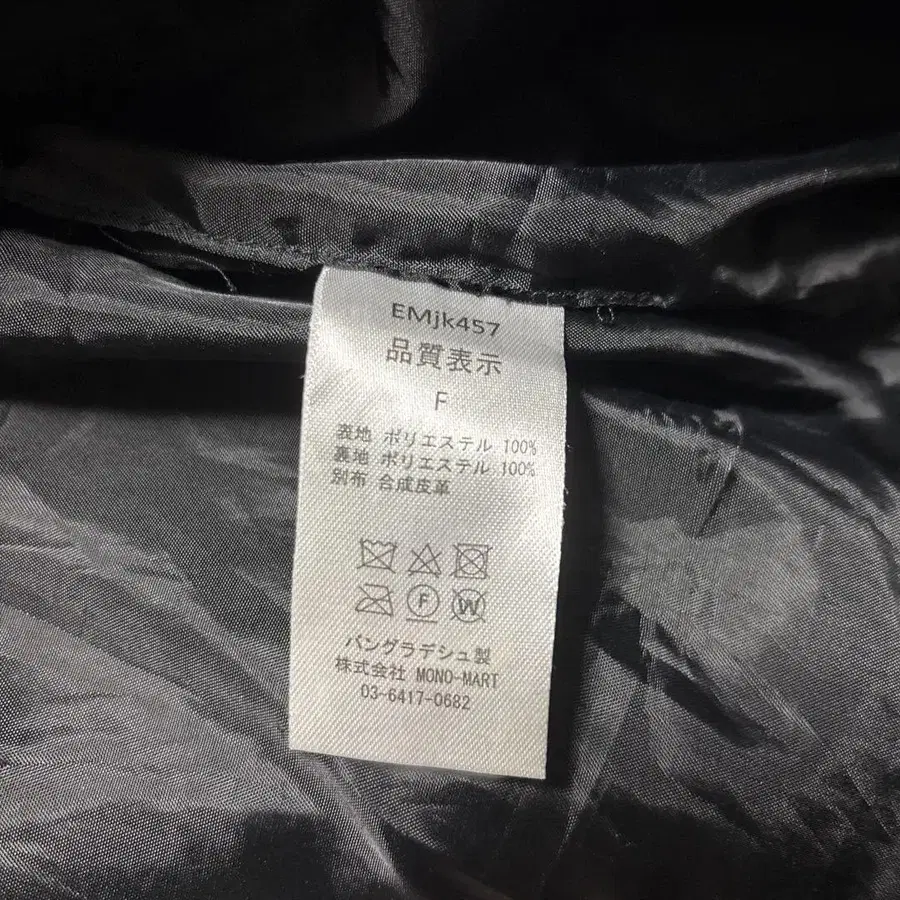 EMjk457
品質表示
F
表地 ポリエステル 100%
裏地 ポリエステル 100%
別布 合成皮革
F W
バングラデシュ製
株式会社 MONO-MART
03-6417-0682